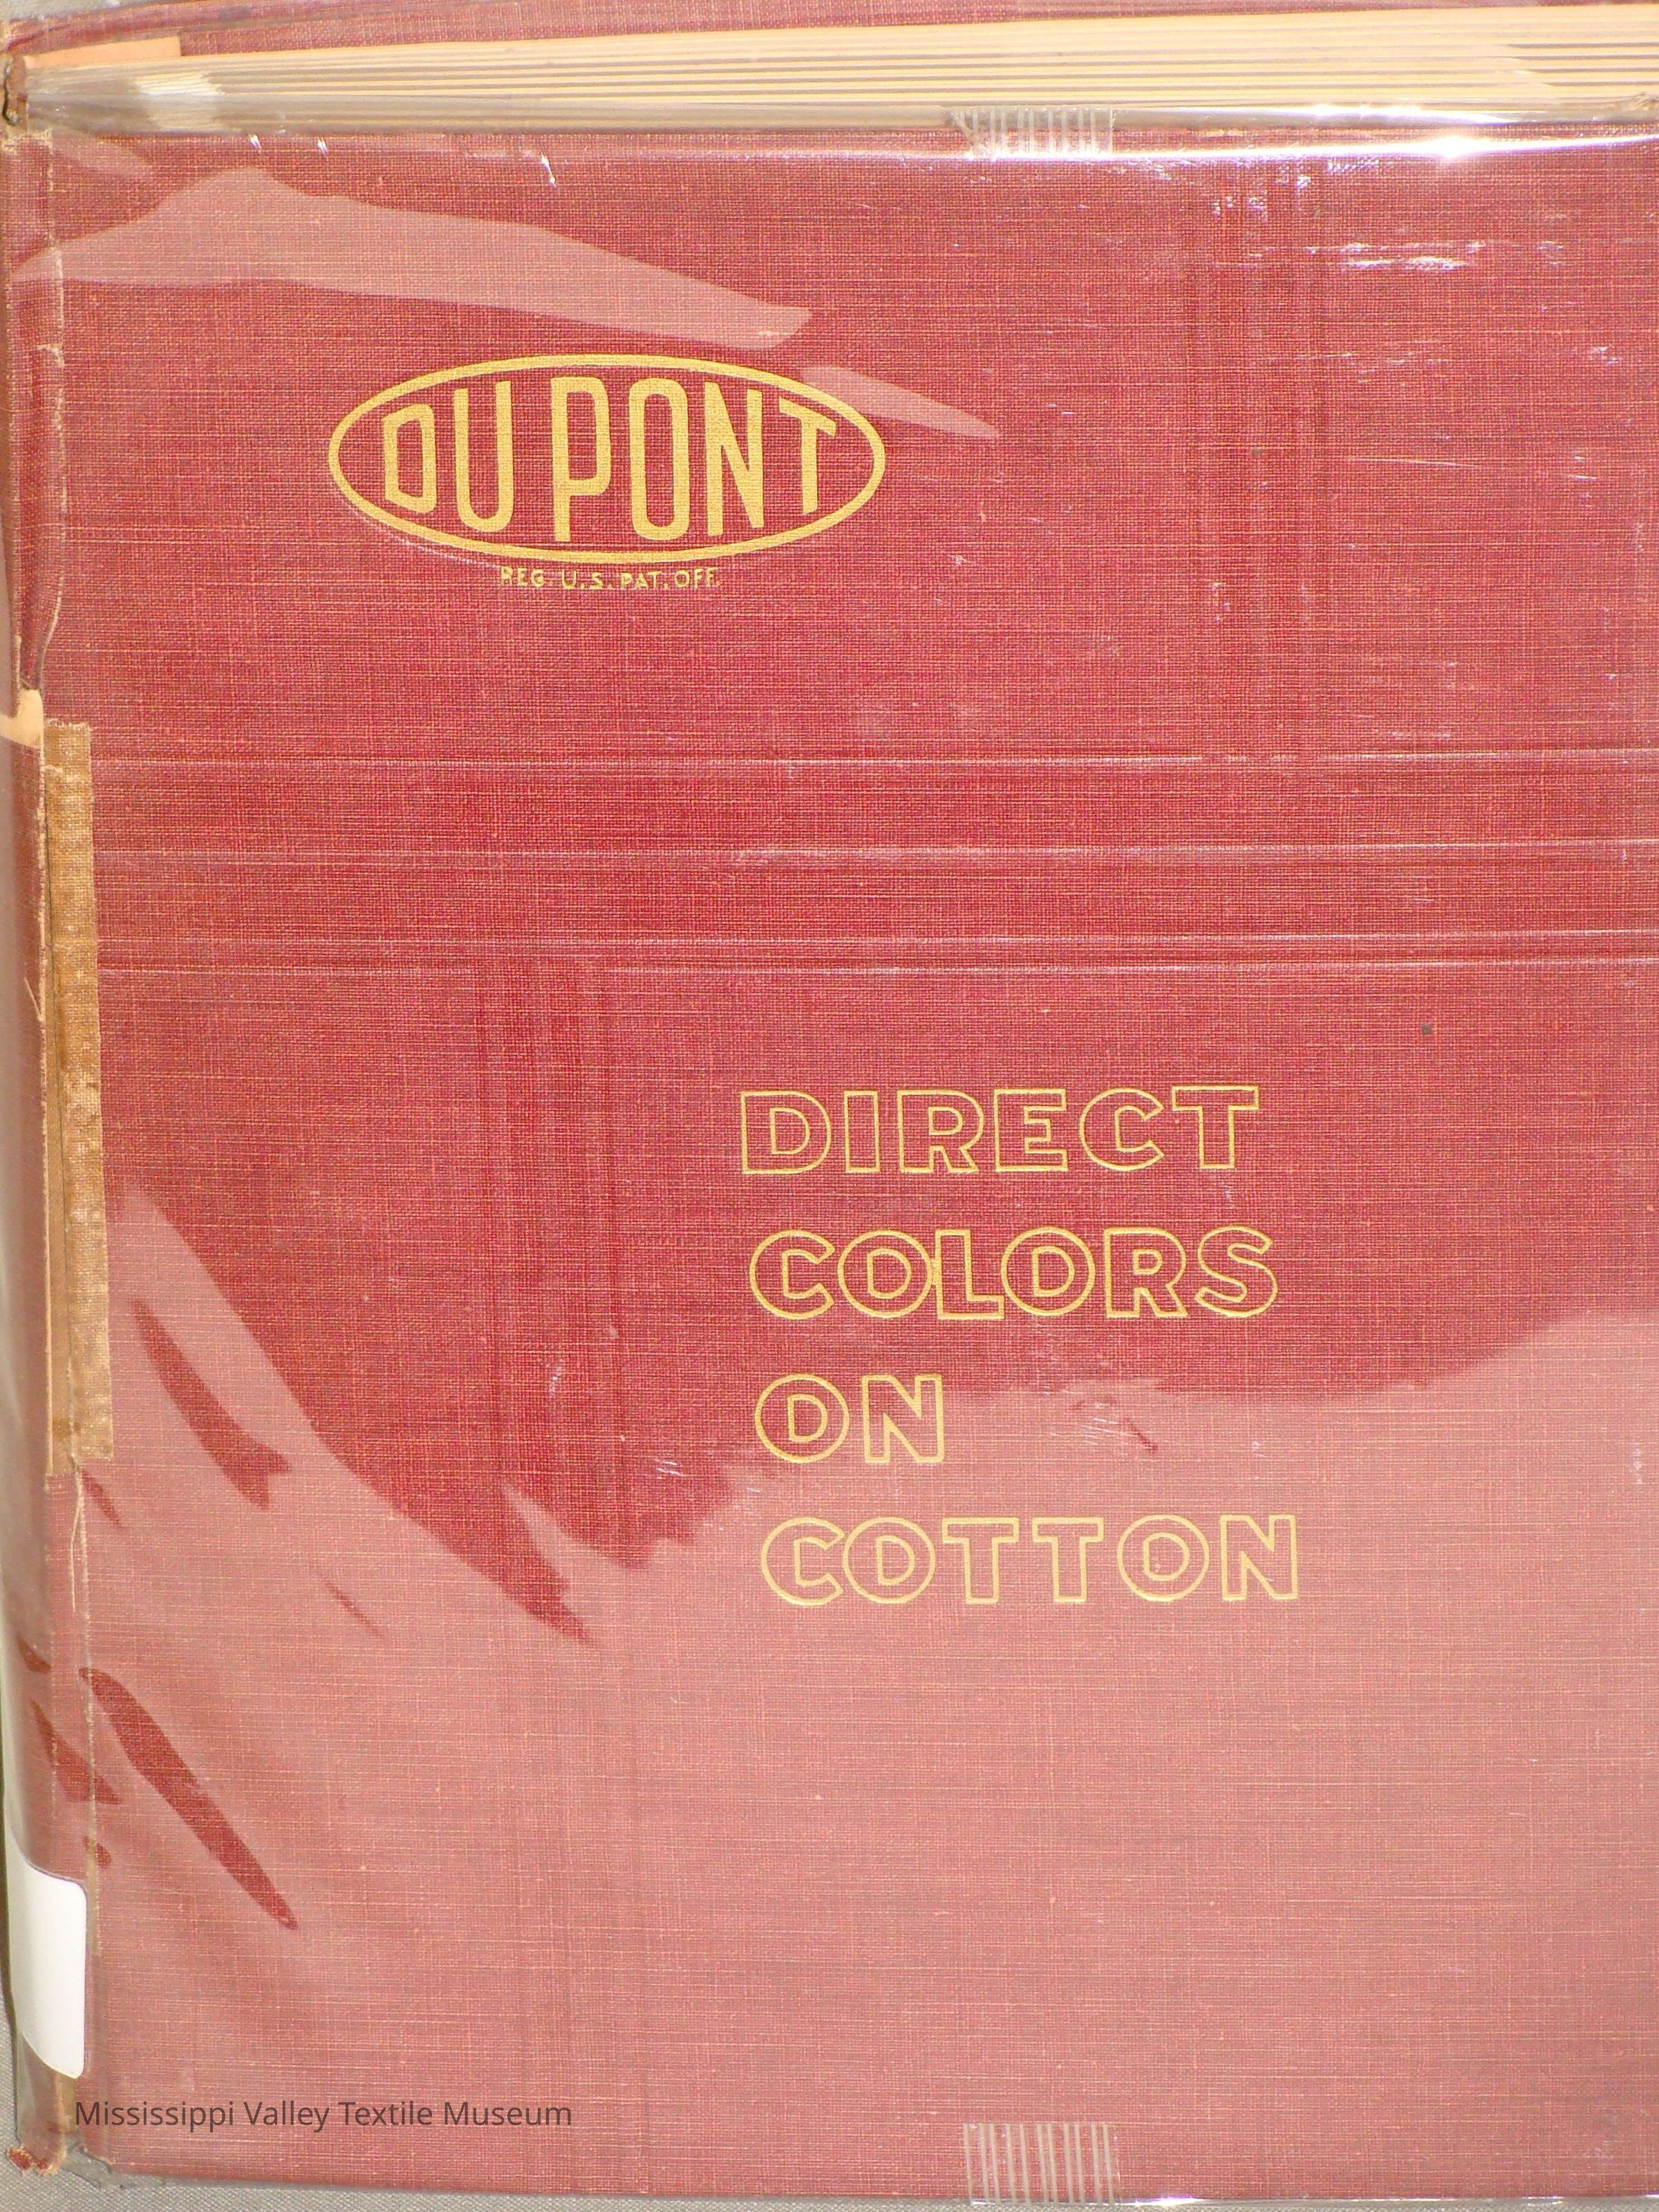 DU PONT
REG. U.S. PAT. OFF.
DIRECT
COLORS
ON
COTTON
Mississippi Valley Textile Museum